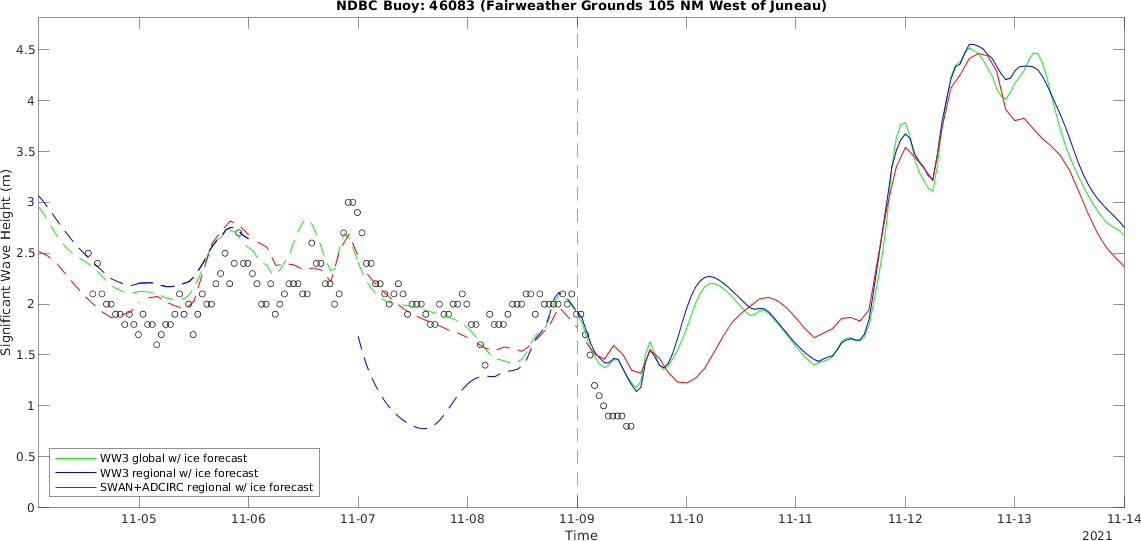 NDBC Buoy: 46083 (Fairweather Grounds 105 NM West of Juneau)
Significant Wave Height (m)
4.5
4
3.5
3
2.5
2
1.5
1
0.5
0
WW3 global w/ ice forecast
WW3 regional w/ ice forecast
SWAN+ADCIRC regional w/ ice forecast
11-05 11-06 11-07 11-08 11-09 11-10 11-11 11-12 11-13 11-14
Time
2021